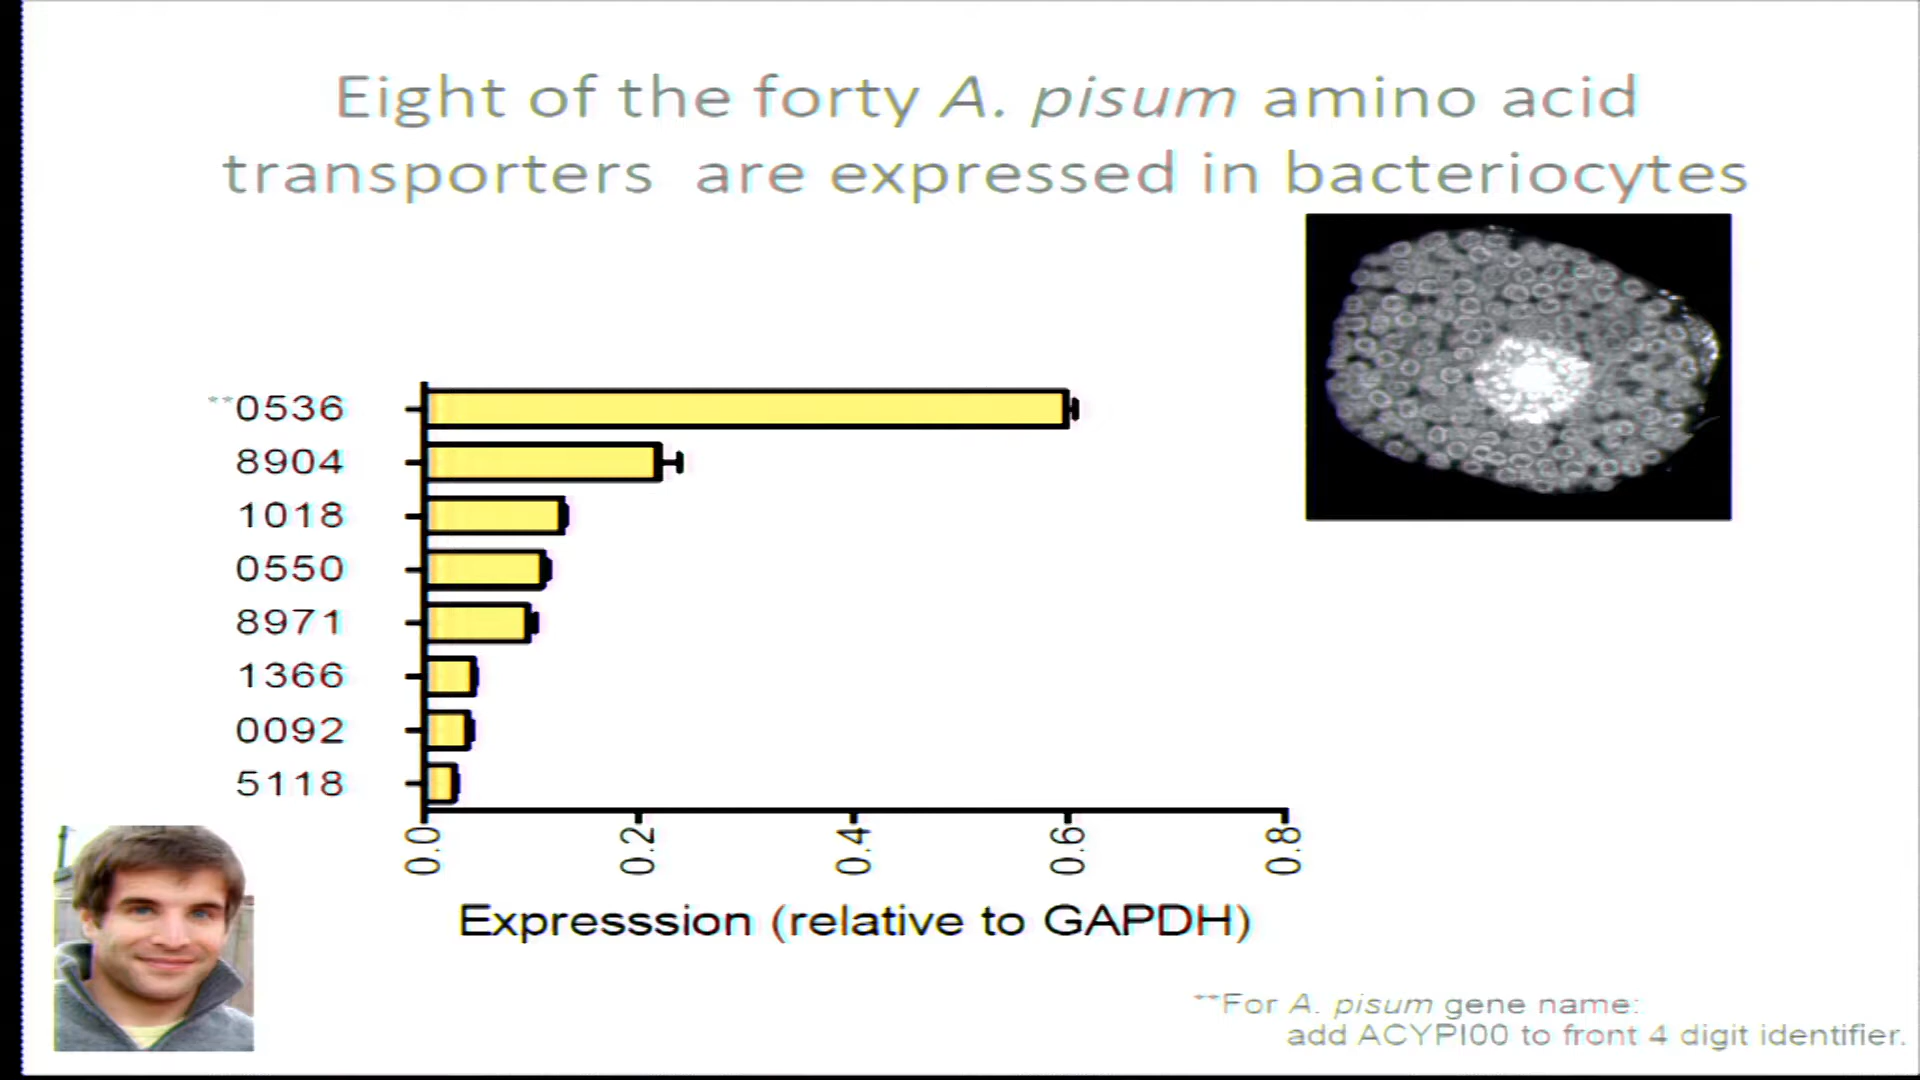 Eight of the forty A. pisum amino acid
transporters are expressed in bacteriocytes
**0536
8904
1018
0550
8971
1366
0092
5118
0.0 0.2 0.4 0.6 0.8
Expresssion (relative to GAPDH)
**For A. pisum gene name:
add ACYPI00 to front 4 digit identifier.